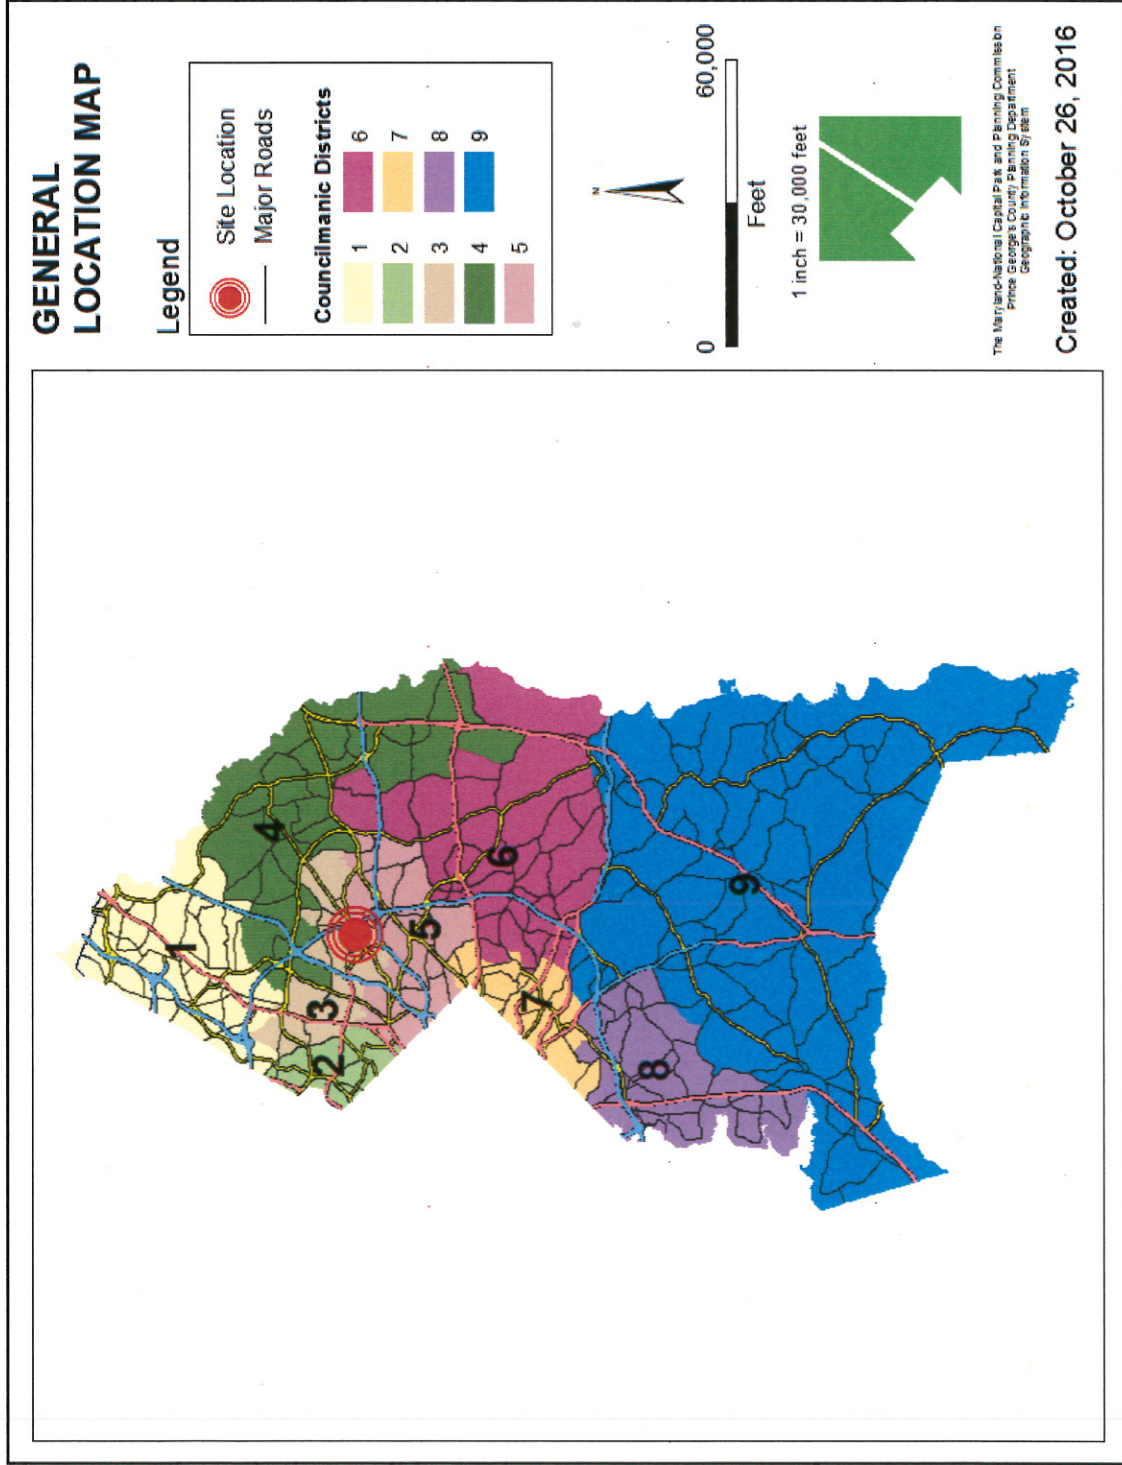 GENERAL
LOCATION MAP
Legend
Site Location
Major Roads
Councilmanic Districts
1 6
2 7
3 8
4 9
5
N
0 60,000
Feet
1 inch = 30,000 feet
The Maryland-National Capital Park and Planning Commission
Prince George's County Planning Department
Geographic Information System
Created: October 26, 2016
1
4
3
2
5
6
7
8
9